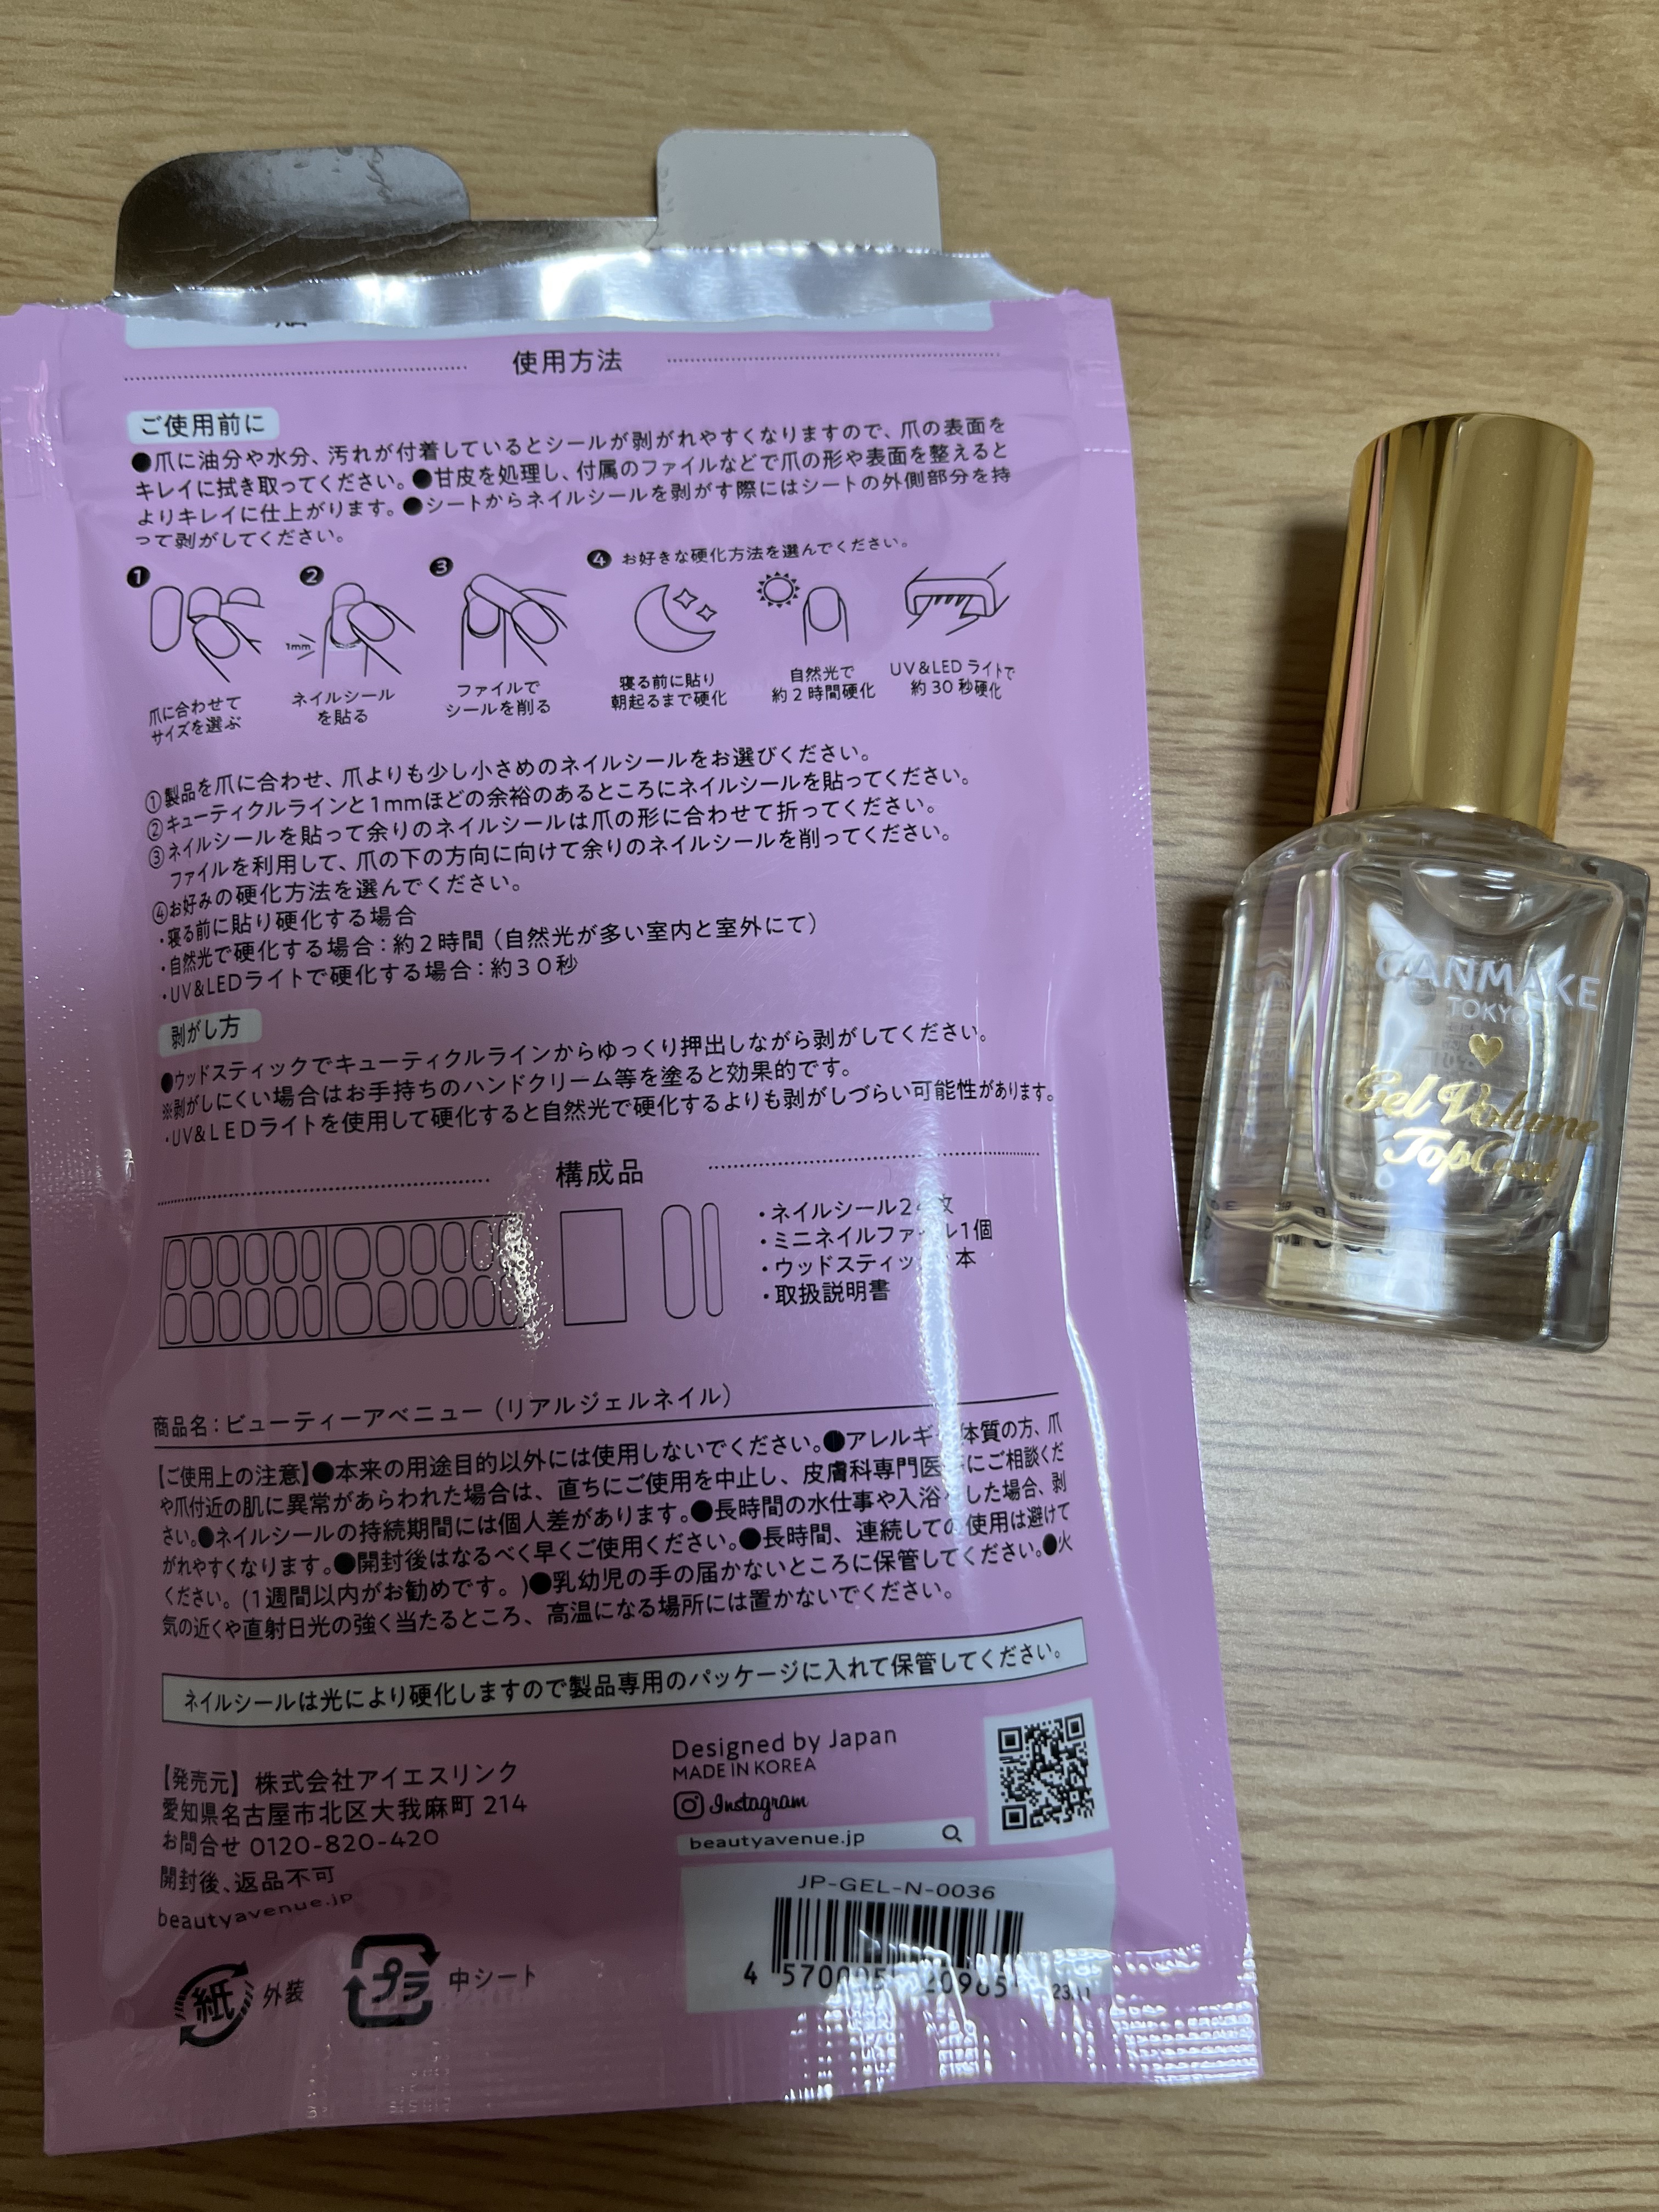 使用方法
ご使用前に
●爪に油分や水分、汚れが付着しているとシールが剥がれやすくなりますので、爪の表面を
キレイに拭き取ってください。●甘皮を処理し、付属のファイルなどで爪の形や表面を整えると
よりキレイに仕上がります。●シートからネイルシールを剥がす際にはシートの外側部分を持
って剥がしてください。
❶ ❷ ❸ ❹ お好きな硬化方法を選んでください。
1mm
爪に合わせて
サイズを選ぶ
ネイルシール
を貼る
ファイルで
シールを削る
寝る前に貼り
朝起るまで硬化
自然光で
約2時間硬化
UV&LED ライトで
約30秒硬化
①製品を爪に合わせ、爪よりも少し小さめのネイルシールをお選びください。
②キューティクルラインと1mmほどの余裕のあるところにネイルシールを貼ってください。
③ネイルシールを貼って余りのネイルシールは爪の形に合わせて折ってください。
ファイルを利用して、爪の下の方向に向けて余りのネイルシールを削ってください。
④お好みの硬化方法を選んでください。
・寝る前に貼り硬化する場合
・自然光で硬化する場合：約2時間（自然光が多い室内と室外にて）
・UV&LEDライトで硬化する場合：約30秒
剥がし方
●ウッドスティックでキューティクルラインからゆっくり押出しながら剥がしてください。
※剥がしにくい場合はお手持ちのハンドクリーム等を塗ると効果的です。
・UV&LEDライトを使用して硬化すると自然光で硬化するよりも剥がしづらい可能性があります。
構成品
・ネイルシール2 枚
・ミニネイルファイル1個
・ウッドスティッ 本
・取扱説明書
商品名：ビューティーアベニュー（リアルジェルネイル）
【ご使用上の注意】●本来の用途目的以外には使用しないでください。●アレルギー体質の方、爪
や爪付近の肌に異常があらわれた場合は、直ちにご使用を中止し、皮膚科専門医 にご相談くだ
さい。●ネイルシールの持続期間には個人差があります。●長時間の水仕事や入浴 した場合、剥
がれやすくなります。●開封後はなるべく早くご使用ください。●長時間、連続しての使用は避けて
ください。(1週間以内がお勧めです。)●乳幼児の手の届かないところに保管してください。●火
気の近くや直射日光の強く当たるところ、高温になる場所には置かないでください。
ネイルシールは光により硬化しますので製品専用のパッケージに入れて保管してください。
【発売元】株式会社アイエスリンク
愛知県名古屋市北区大我麻町 214
お問合せ 0120-820-420
開封後、返品不可
beautyavenue.jp
紙 外装 プラ 中シート
Designed by Japan
MADE IN KOREA
Instagram
beautyavenue.jp
JP-GEL-N-0036
4 5700 20965
23.11
CANMAKE
TOKYO
Gel Volume
Top Coat